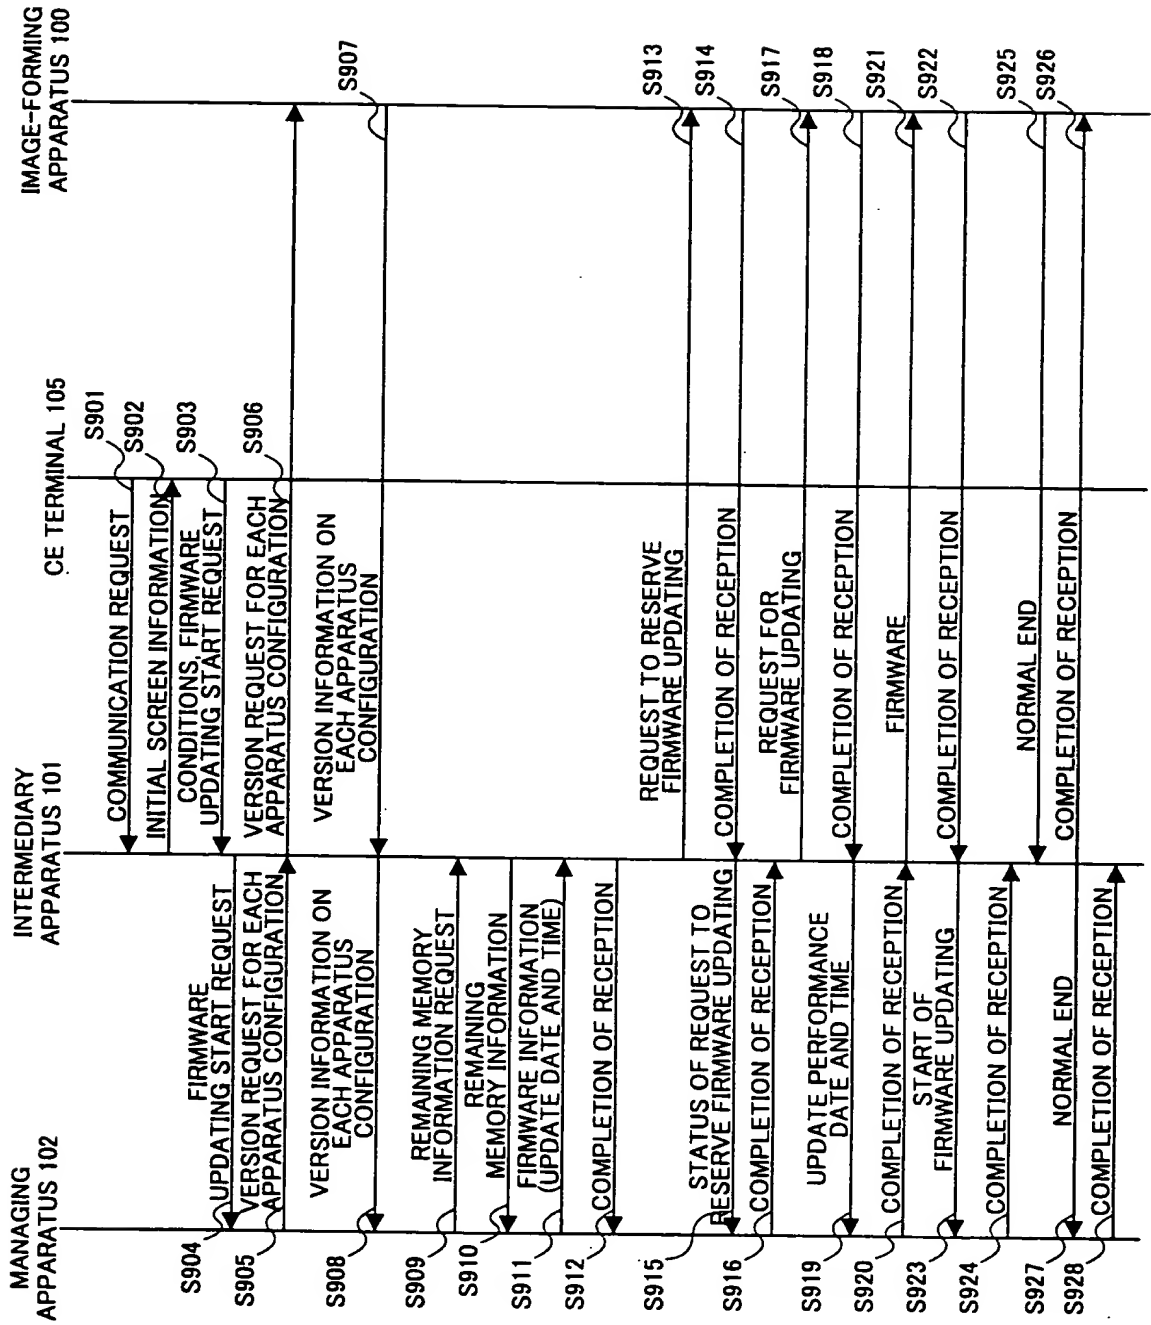 MANAGING
APPARATUS 102
INTERMEDIARY
APPARATUS 101
CE TERMINAL 105
IMAGE-FORMING
APPARATUS 100
COMMUNICATION REQUEST
S901
INITIAL SCREEN INFORMATION
S902
CONDITIONS, FIRMWARE
UPDATING START REQUEST
S903
S904
FIRMWARE
UPDATING START REQUEST
S905
VERSION REQUEST FOR EACH
APPARATUS CONFIGURATION
VERSION REQUEST FOR EACH
APPARATUS CONFIGURATION
S906
VERSION INFORMATION ON
EACH APPARATUS
CONFIGURATION
S907
S908
VERSION INFORMATION ON
EACH APPARATUS
CONFIGURATION
S909
REMAINING MEMORY
INFORMATION REQUEST
S910
REMAINING
MEMORY INFORMATION
S911
FIRMWARE INFORMATION
(UPDATE DATE AND TIME)
S912
COMPLETION OF RECEPTION
REQUEST TO RESERVE
FIRMWARE UPDATING
S913
COMPLETION OF RECEPTION
S914
S915
STATUS OF REQUEST TO
RESERVE FIRMWARE UPDATING
S916
COMPLETION OF RECEPTION
REQUEST FOR
FIRMWARE UPDATING
S917
COMPLETION OF RECEPTION
S918
S919
UPDATE PERFORMANCE
DATE AND TIME
S920
COMPLETION OF RECEPTION
FIRMWARE
S921
COMPLETION OF RECEPTION
S922
S923
START OF
FIRMWARE UPDATING
S924
COMPLETION OF RECEPTION
NORMAL END
S925
COMPLETION OF RECEPTION
S926
S927
NORMAL END
S928
COMPLETION OF RECEPTION